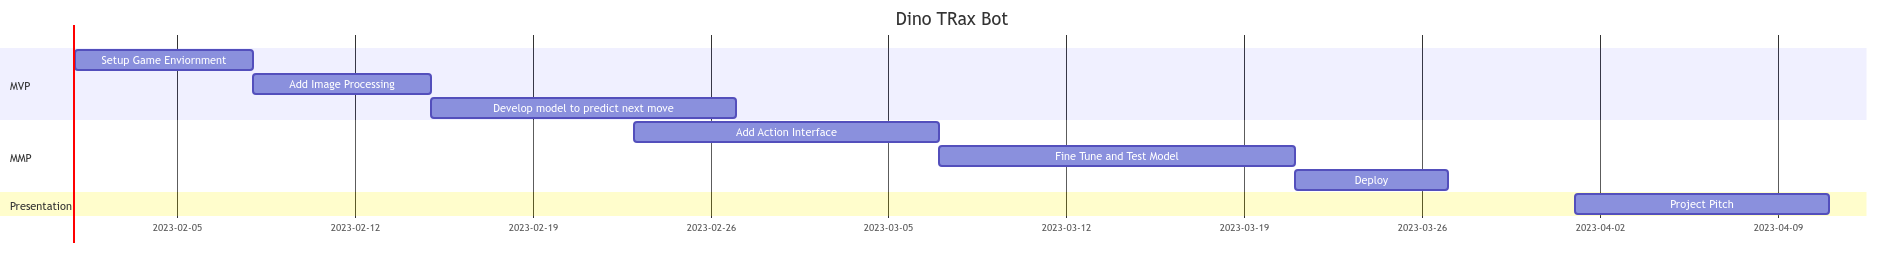 Dino TRax Bot
MVP
Setup Game Enviornment
Add Image Processing
Develop model to predict next move
MMP
Add Action Interface
Fine Tune and Test Model
Deploy
Presentation
Project Pitch
2023-02-05
2023-02-12
2023-02-19
2023-02-26
2023-03-05
2023-03-12
2023-03-19
2023-03-26
2023-04-02
2023-04-09